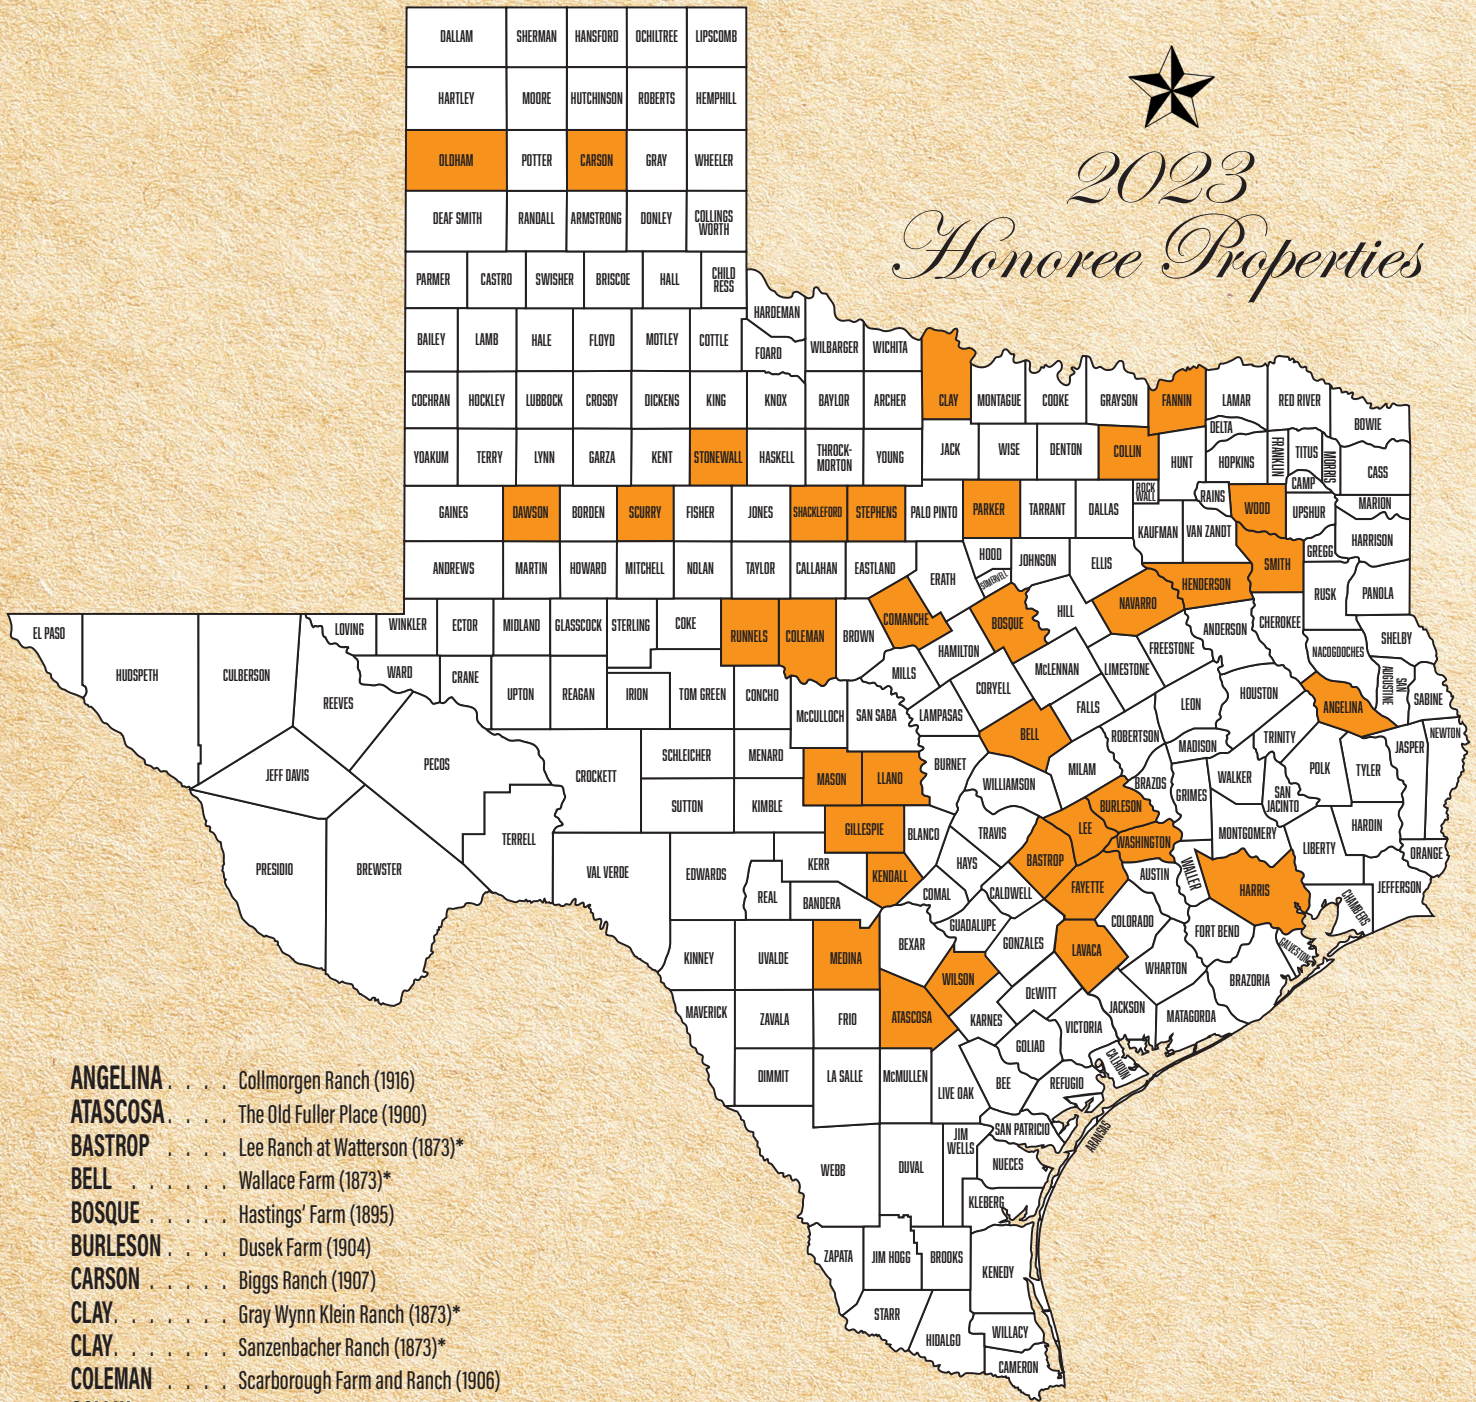 2023
Honoree Properties
DALLAM SHERMAN HANSFORD OCHILTREE LIPSCOMB
HARTLEY MOORE HUTCHINSON ROBERTS HEMPHILL
OLDHAM POTTER CARSON GRAY WHEELER
DEAF SMITH RANDALL ARMSTRONG DONLEY COLLINGS
WORTH
PARMER CASTRO SWISHER BRISCOE HALL CHILD
RESS
HARDEMAN
BAILEY LAMB HALE FLOYD MOTLEY COTTLE FOARD WILBARGER WICHITA
COCHRAN HOCKLEY LUBBOCK CROSBY DICKENS KING KNOX BAYLOR ARCHER CLAY MONTAGUE COOKE GRAYSON FANNIN LAMAR RED RIVER BOWIE
DELTA
YOAKUM TERRY LYNN GARZA KENT STONEWALL HASKELL THROCK-
MORTON YOUNG JACK WISE DENTON COLLIN HUNT HOPKINS FRANKLIN TITUS MORRIS CASS
CAMP
ROCK
WALL RAINS
GAINES DAWSON BORDEN SCURRY FISHER JONES SHACKLEFORD STEPHENS PALO PINTO PARKER TARRANT DALLAS KAUFMAN VAN ZANDT WOOD UPSHUR MARION
HARRISON
GREGG
ANDREWS MARTIN HOWARD MITCHELL NOLAN TAYLOR CALLAHAN EASTLAND ERATH HOOD SOMERVELL JOHNSON ELLIS HENDERSON SMITH RUSK PANOLA
EL PASO LOVING WINKLER ECTOR MIDLAND GLASSCOCK STERLING COKE RUNNELS COLEMAN BROWN COMANCHE BOSQUE HILL NAVARRO ANDERSON CHEROKEE SHELBY
HAMILTON FREESTONE NACOGDOCHES
HUDSPETH CULBERSON REEVES WARD CRANE UPTON REAGAN IRION TOM GREEN CONCHO MILLS McLENNAN LIMESTONE SAN
AUGUSTINE SABINE
McCULLOCH SAN SABA LAMPASAS CORYELL FALLS LEON HOUSTON ANGELINA
NEWTON
JEFF DAVIS PECOS CROCKETT SCHLEICHER MENARD BELL ROBERTSON MADISON TRINITY JASPER
MASON LLANO BURNET WILLIAMSON MILAM BRAZOS GRIMES WALKER SAN
JACINTO POLK TYLER
SUTTON KIMBLE BURLESON
PRESIDIO BREWSTER TERRELL VAL VERDE EDWARDS GILLESPIE BLANCO TRAVIS LEE WASHINGTON MONTGOMERY LIBERTY HARDIN
KERR HAYS BASTROP AUSTIN WALLER ORANGE
REAL BANDERA KENDALL COMAL CALDWELL FAYETTE HARRIS CHAMBERS JEFFERSON
GUADALUPE COLORADO FORT BEND GALVESTON
KINNEY UVALDE MEDINA BEXAR GONZALES LAVACA WHARTON BRAZORIA
WILSON
MAVERICK ZAVALA FRIO ATASCOSA KARNES DeWITT VICTORIA JACKSON MATAGORDA
GOLIAD
DIMMIT LA SALLE McMULLEN LIVE OAK BEE REFUGIO CALHOUN
SAN PATRICIO ARANSAS
WEBB DUVAL JIM
WELLS NUECES
KLEBERG
ZAPATA JIM HOGG BROOKS KENEDY
STARR HIDALGO WILLACY
CAMERON
ANGELINA . . . . Collmorgen Ranch (1916)
ATASCOSA . . . . The Old Fuller Place (1900)
BASTROP . . . . Lee Ranch at Watterson (1873)*
BELL . . . . . . Wallace Farm (1873)*
BOSQUE . . . . . Hastings' Farm (1895)
BURLESON . . . . Dusek Farm (1904)
CARSON . . . . . Biggs Ranch (1907)
CLAY . . . . . . . Gray Wynn Klein Ranch (1873)*
CLAY . . . . . . . Sanzenbacher Ranch (1873)*
COLEMAN . . . . Scarborough Farm and Ranch (1906)